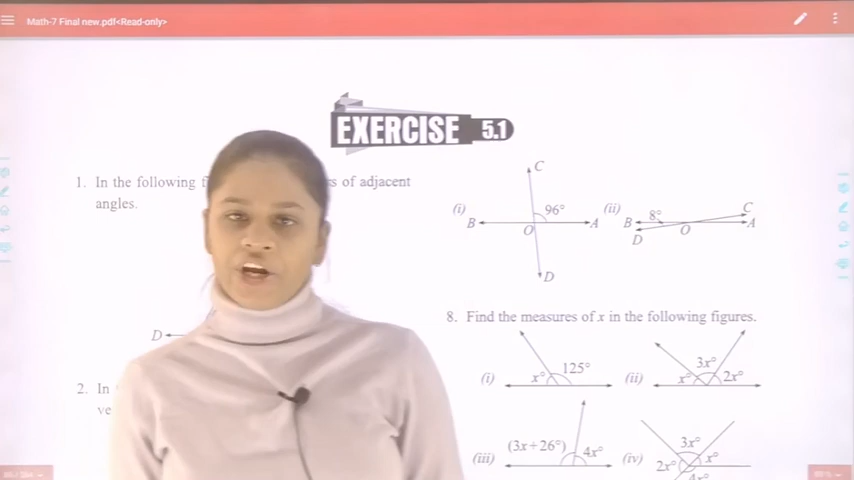 Math-7 Final new.pdf<Read-only>
EXERCISE 5.1
1. In the following
s of adjacent
angles.
D
2. In
(i) B O A C D 96°
(ii) B O A C D 8°
8. Find the measures of x in the following figures.
(i) x° 125°
(ii) x° 3x° 2x°
(iii) (3x+26°) 4x°
(iv) 2x° 3x° x° 4x°